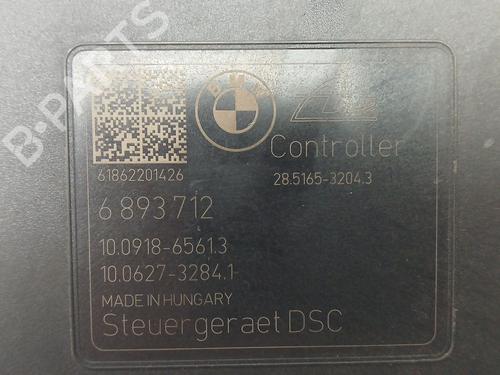 B-PARTS
BMW
Controller
61862201426
28.5165-3204.3
6 893 712
10.0918-6561.3
10.0627-3284.1
MADE IN HUNGARY
Steuergeraet DSC